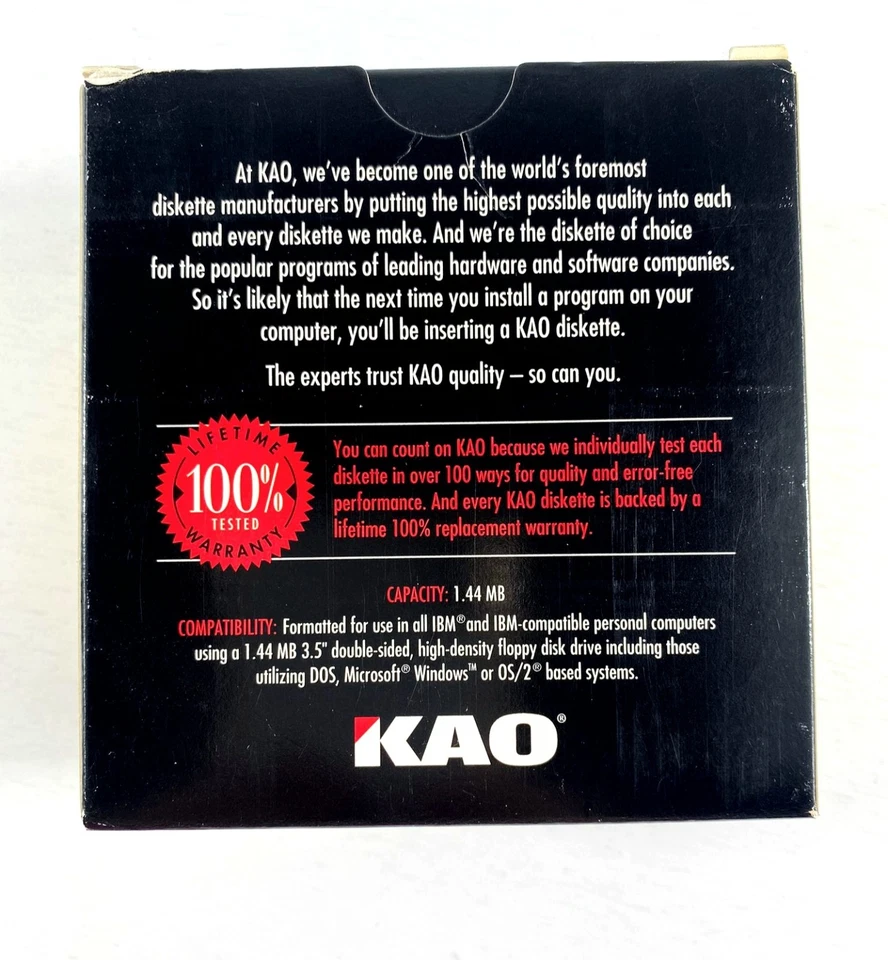 At KAO, we've become one of the world's foremost
diskette manufacturers by putting the highest possible quality into each
and every diskette we make. And we're the diskette of choice
for the popular programs of leading hardware and software companies.
So it's likely that the next time you install a program on your
computer, you'll be inserting a KAO diskette.
The experts trust KAO quality – so can you.
LIFETIME
100%
TESTED
WARRANTY
You can count on KAO because we individually test each
diskette in over 100 ways for quality and error-free
performance. And every KAO diskette is backed by a
lifetime 100% replacement warranty.
CAPACITY: 1.44 MB
COMPATIBILITY: Formatted for use in all IBM® and IBM-compatible personal computers
using a 1.44 MB 3.5" double-sided, high-density floppy disk drive including those
utilizing DOS, Microsoft® Windows™ or OS/2® based systems.
KAO®